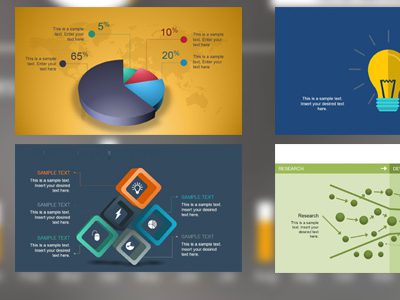 5%
This is a sample
text. Enter your
text here.
10%
This is a sample
text. Enter your
text here.
65%
This is a sample
text. Enter your
text here.
20%
This is a sample
text. Enter your
text here.
This is a sample text.
Insert your desired
text here.
SAMPLE TEXT
This is a sample text.
Insert your desired
text here.
SAMPLE TEXT
This is a sample text.
Insert your desired
text here.
SAMPLE TEXT
This is a sample text.
Insert your desired
text here.
SAMPLE TEXT
This is a sample text.
Insert your desired
text here.
SAMPLE TEXT
This is a sample text.
Insert your desired
text here.
RESEARCH
DE
Research
This is a
sample text.
Insert your
desired text
here.